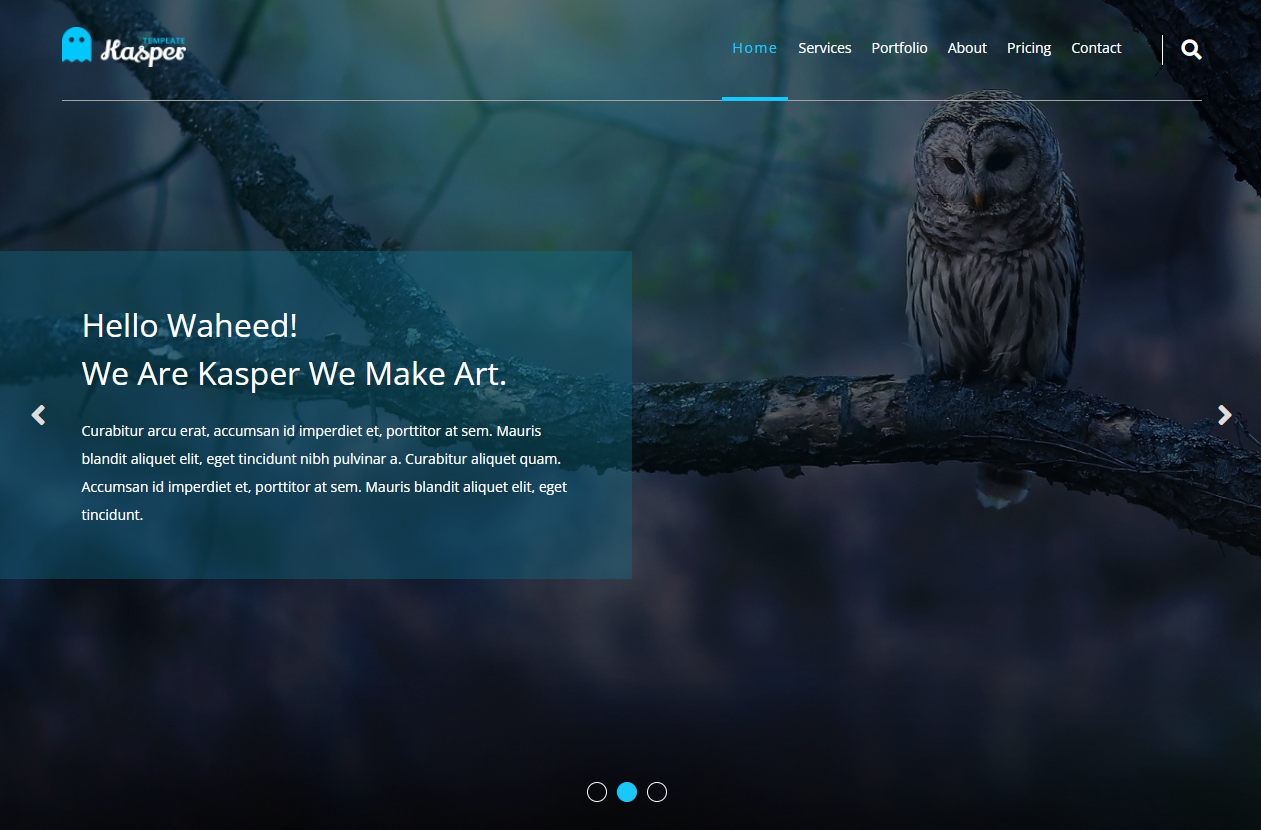 TEMPLATE
Kasper
Home Services Portfolio About Pricing Contact
Hello Waheed!
We Are Kasper We Make Art.
Curabitur arcu erat, accumsan id imperdiet et, porttitor at sem. Mauris
blandit aliquet elit, eget tincidunt nibh pulvinar a. Curabitur aliquet quam.
Accumsan id imperdiet et, porttitor at sem. Mauris blandit aliquet elit, eget
tincidunt.